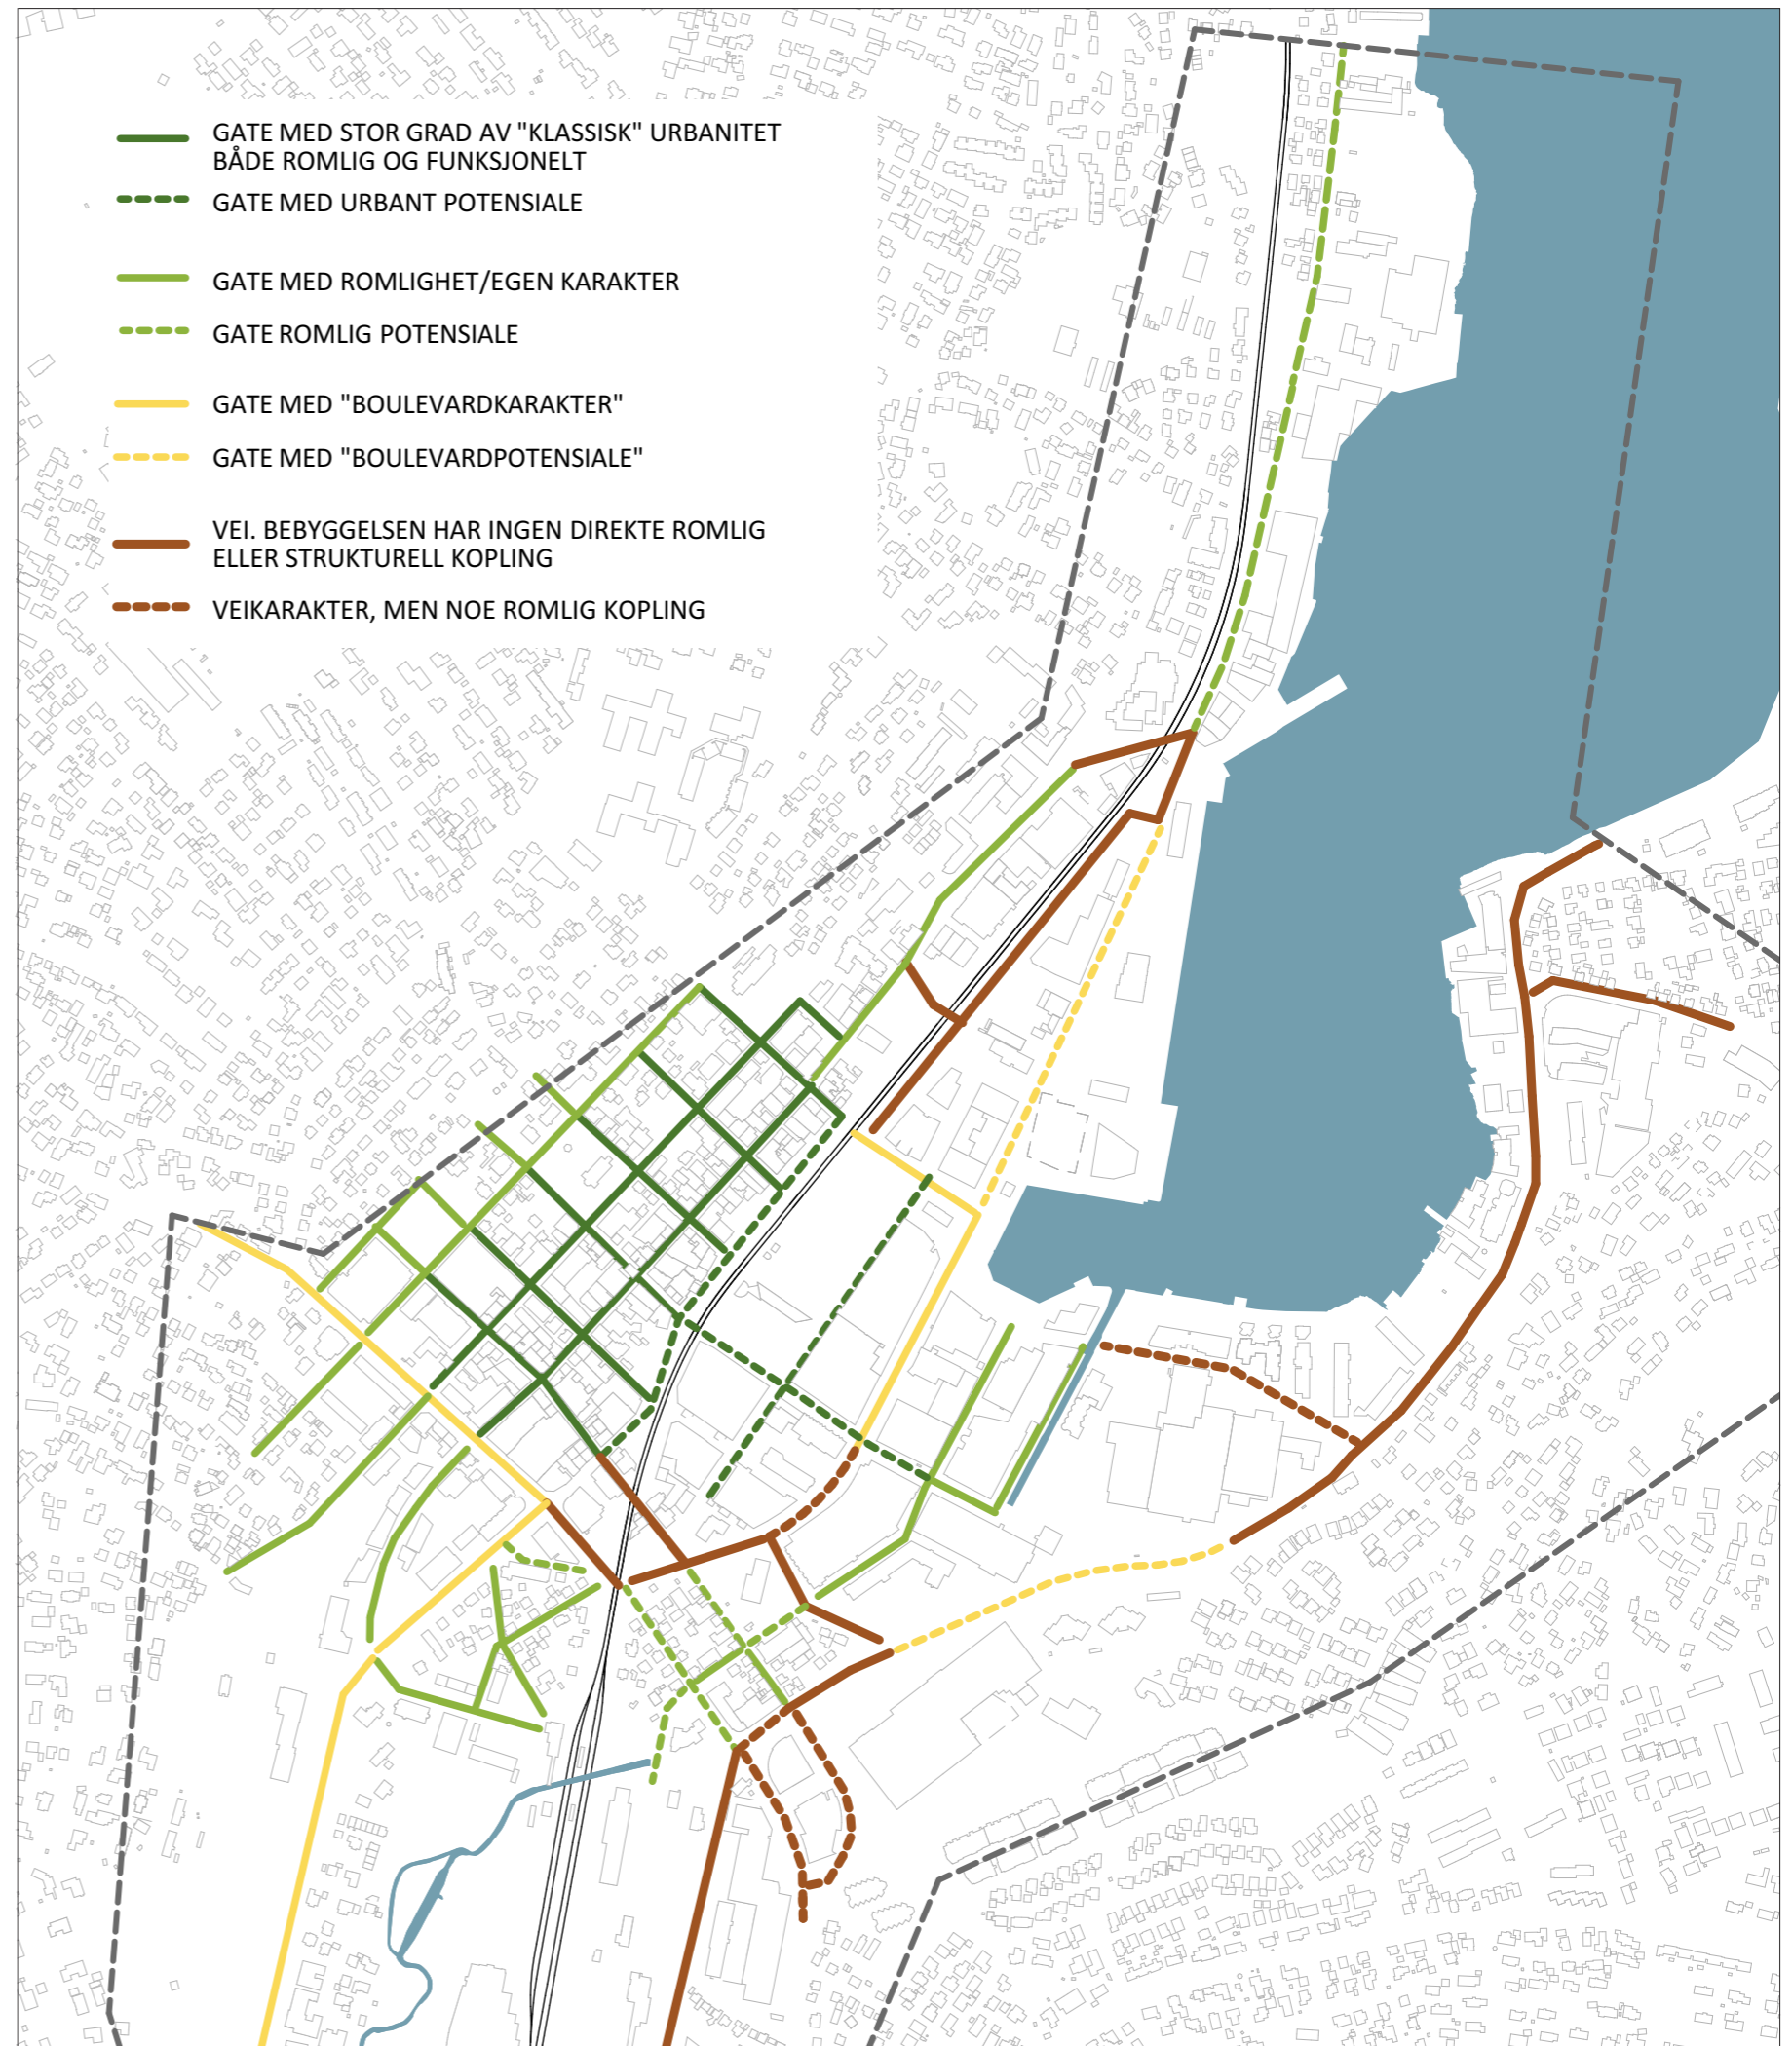 GATE MED STOR GRAD AV "KLASSISK" URBANITET
BÅDE ROMLIG OG FUNKSJONELT
GATE MED URBANT POTENSIALE
GATE MED ROMLIGHET/EGEN KARAKTER
GATE ROMLIG POTENSIALE
GATE MED "BOULEVARDKARAKTER"
GATE MED "BOULEVARDPOTENSIALE"
VEI. BEBYGGELSEN HAR INGEN DIREKTE ROMLIG
ELLER STRUKTURELL KOPLING
VEIKARAKTER, MEN NOE ROMLIG KOPLING